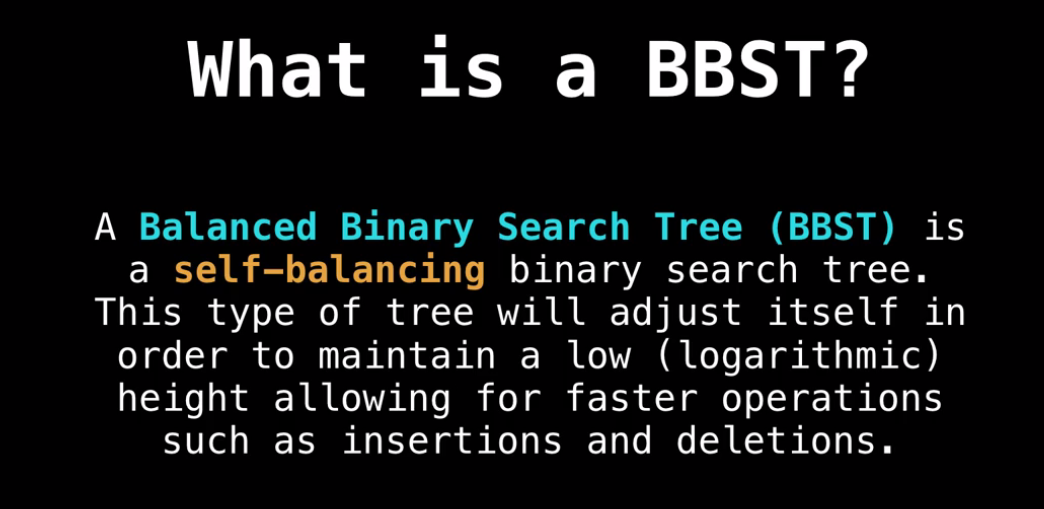 What is a BBST?
A Balanced Binary Search Tree (BBST) is
a self-balancing binary search tree.
This type of tree will adjust itself in
order to maintain a low (logarithmic)
height allowing for faster operations
such as insertions and deletions.